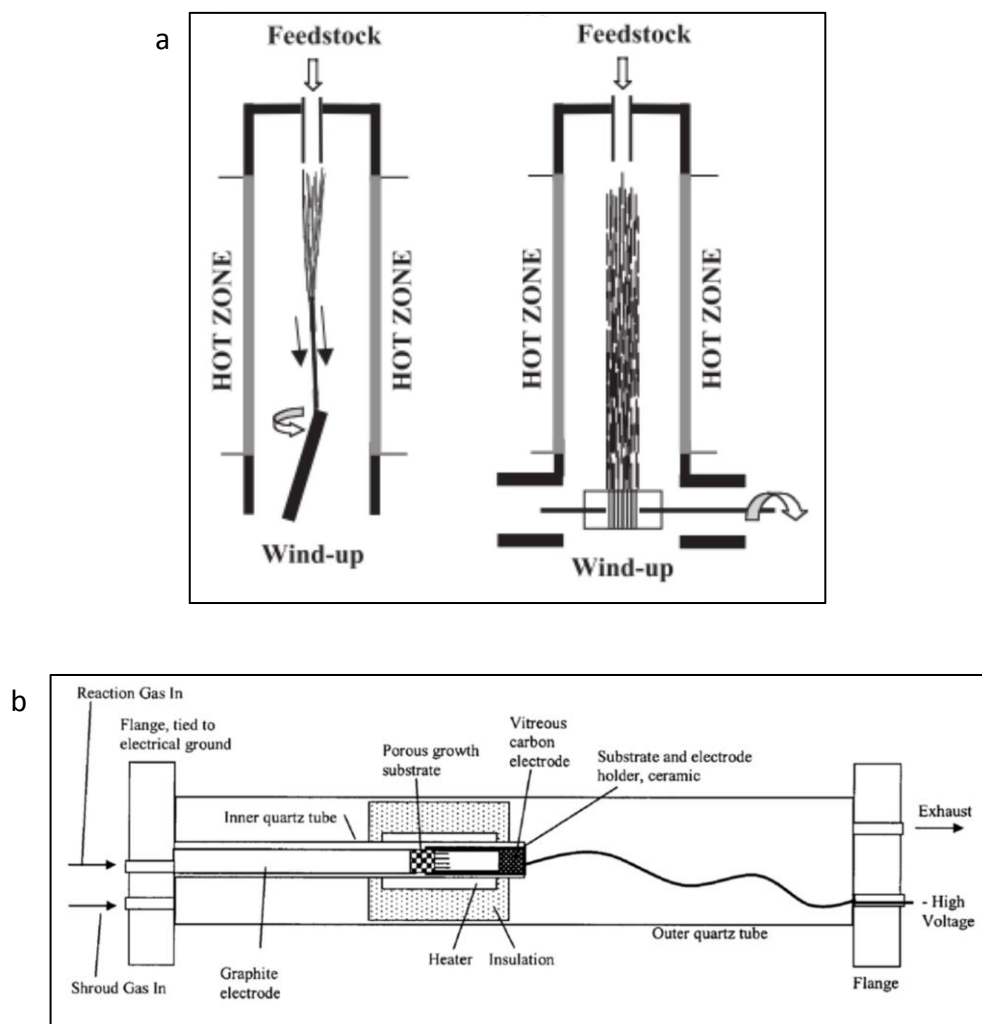 a
Feedstock
Feedstock
HOT ZONE
HOT ZONE
HOT ZONE
HOT ZONE
Wind-up
Wind-up
b
Reaction Gas In
Flange, tied to
electrical ground
Porous growth
substrate
Vitreous
carbon
electrode
Substrate and electrode
holder, ceramic
Inner quartz tube
Exhaust
- High
Voltage
Outer quartz tube
Heater
Insulation
Graphite
electrode
Shroud Gas In
Flange